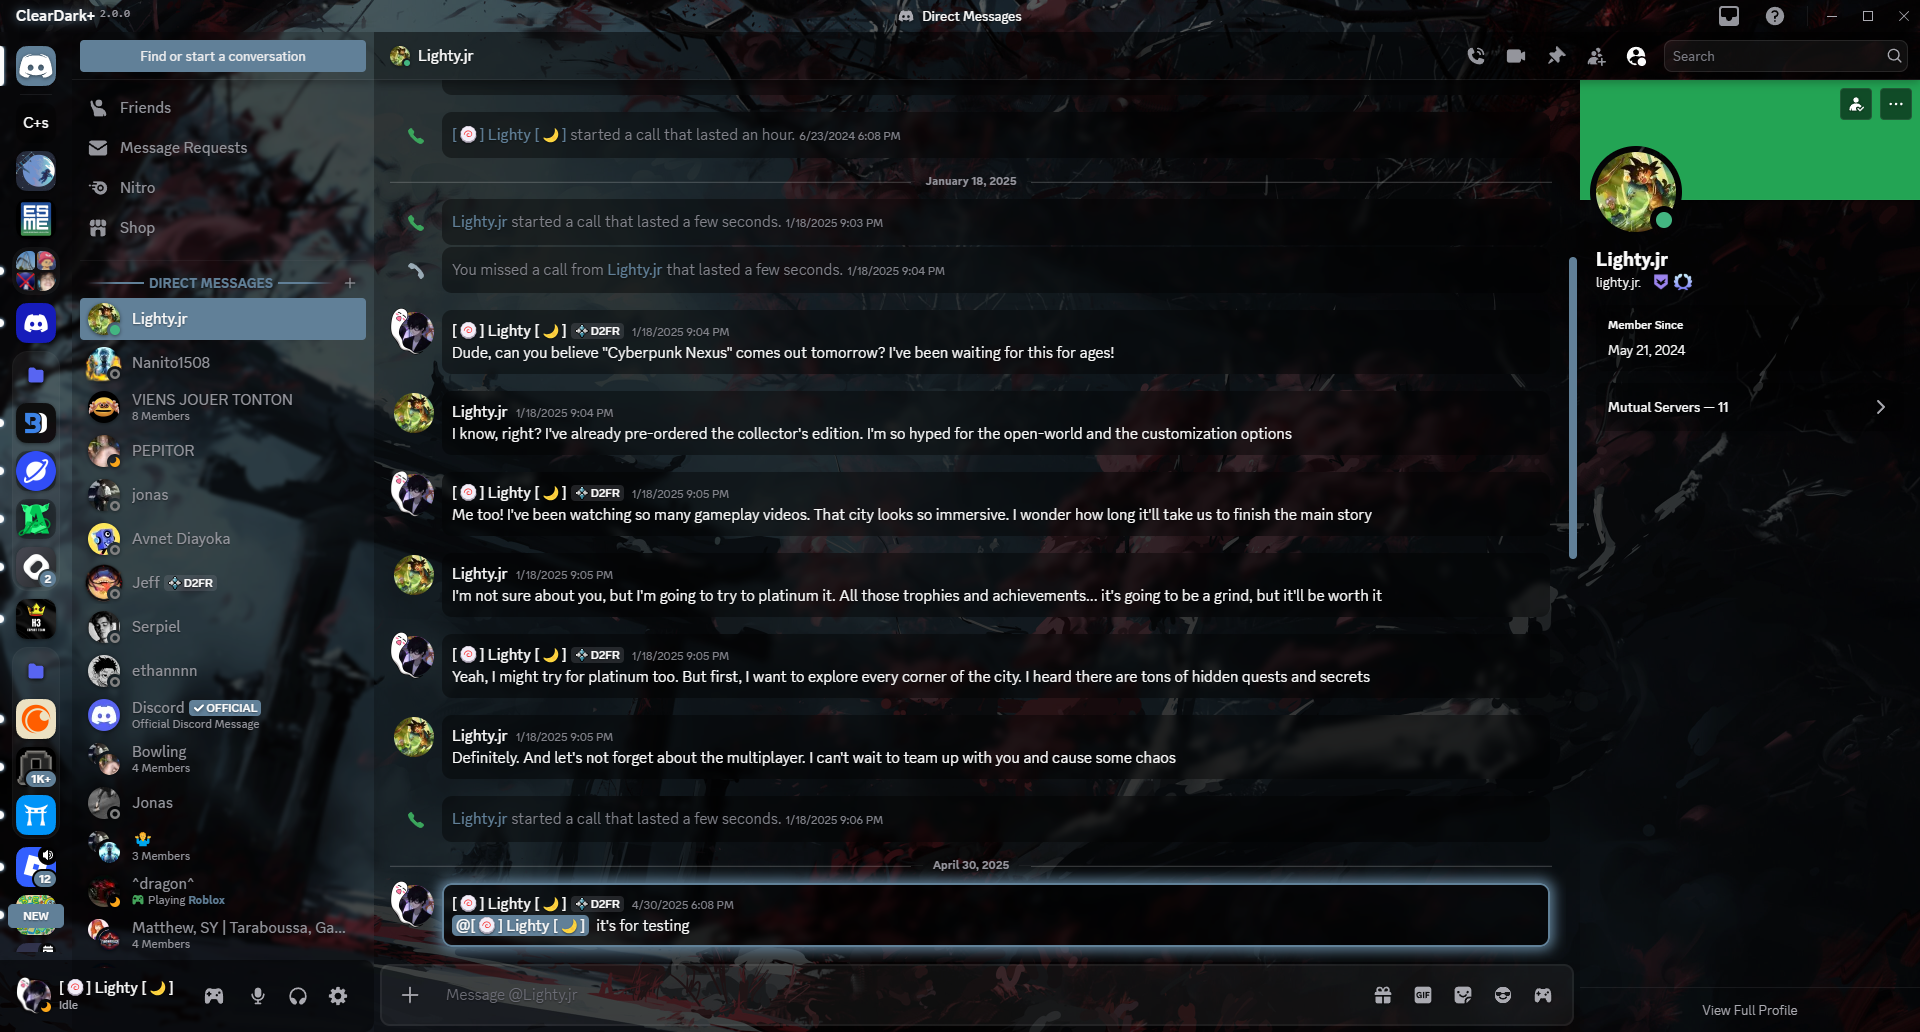 ClearDark+ 2.0.0
Direct Messages
Find or start a conversation
C+s
ESME
Friends
Message Requests
Nitro
Shop
DIRECT MESSAGES
Lighty.jr
Nanito1508
VIENS JOUER TONTON
8 Members
PEPITOR
jonas
Avnet Diayoka
Jeff D2FR
Serpiel
ethannnn
Discord OFFICIAL
Official Discord Message
Bowling
4 Members
Jonas
🤷
3 Members
^dragon^
Playing Roblox
Matthew, SY | Taraboussa, Ga...
4 Members
2
K3
1K+
12
NEW
[🍥] Lighty [🌙]
Idle
Lighty.jr
Search
[🍥] Lighty [🌙] started a call that lasted an hour. 6/23/2024 6:08 PM
January 18, 2025
Lighty.jr started a call that lasted a few seconds. 1/18/2025 9:03 PM
You missed a call from Lighty.jr that lasted a few seconds. 1/18/2025 9:04 PM
[🍥] Lighty [🌙] D2FR 1/18/2025 9:04 PM
Dude, can you believe "Cyberpunk Nexus" comes out tomorrow? I've been waiting for this for ages!
Lighty.jr 1/18/2025 9:04 PM
I know, right? I've already pre-ordered the collector's edition. I'm so hyped for the open-world and the customization options
[🍥] Lighty [🌙] D2FR 1/18/2025 9:05 PM
Me too! I've been watching so many gameplay videos. That city looks so immersive. I wonder how long it'll take us to finish the main story
Lighty.jr 1/18/2025 9:05 PM
I'm not sure about you, but I'm going to try to platinum it. All those trophies and achievements... it's going to be a grind, but it'll be worth it
[🍥] Lighty [🌙] D2FR 1/18/2025 9:05 PM
Yeah, I might try for platinum too. But first, I want to explore every corner of the city. I heard there are tons of hidden quests and secrets
Lighty.jr 1/18/2025 9:05 PM
Definitely. And let's not forget about the multiplayer. I can't wait to team up with you and cause some chaos
Lighty.jr started a call that lasted a few seconds. 1/18/2025 9:06 PM
April 30, 2025
[🍥] Lighty [🌙] D2FR 4/30/2025 6:08 PM
@[🍥] Lighty [🌙] it's for testing
Message @Lighty.jr
GIF
Lighty.jr
lighty.jr.
Member Since
May 21, 2024
Mutual Servers — 11
View Full Profile